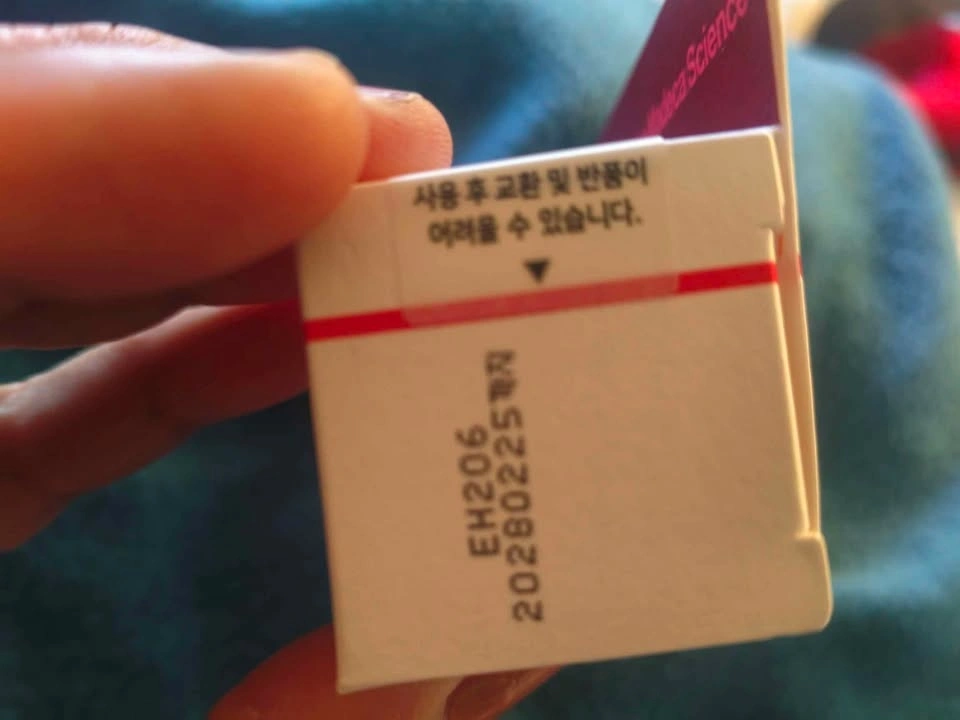 Science
사용 후 교환 및 반품이
어려울 수 있습니다.
EH206
20280225까지